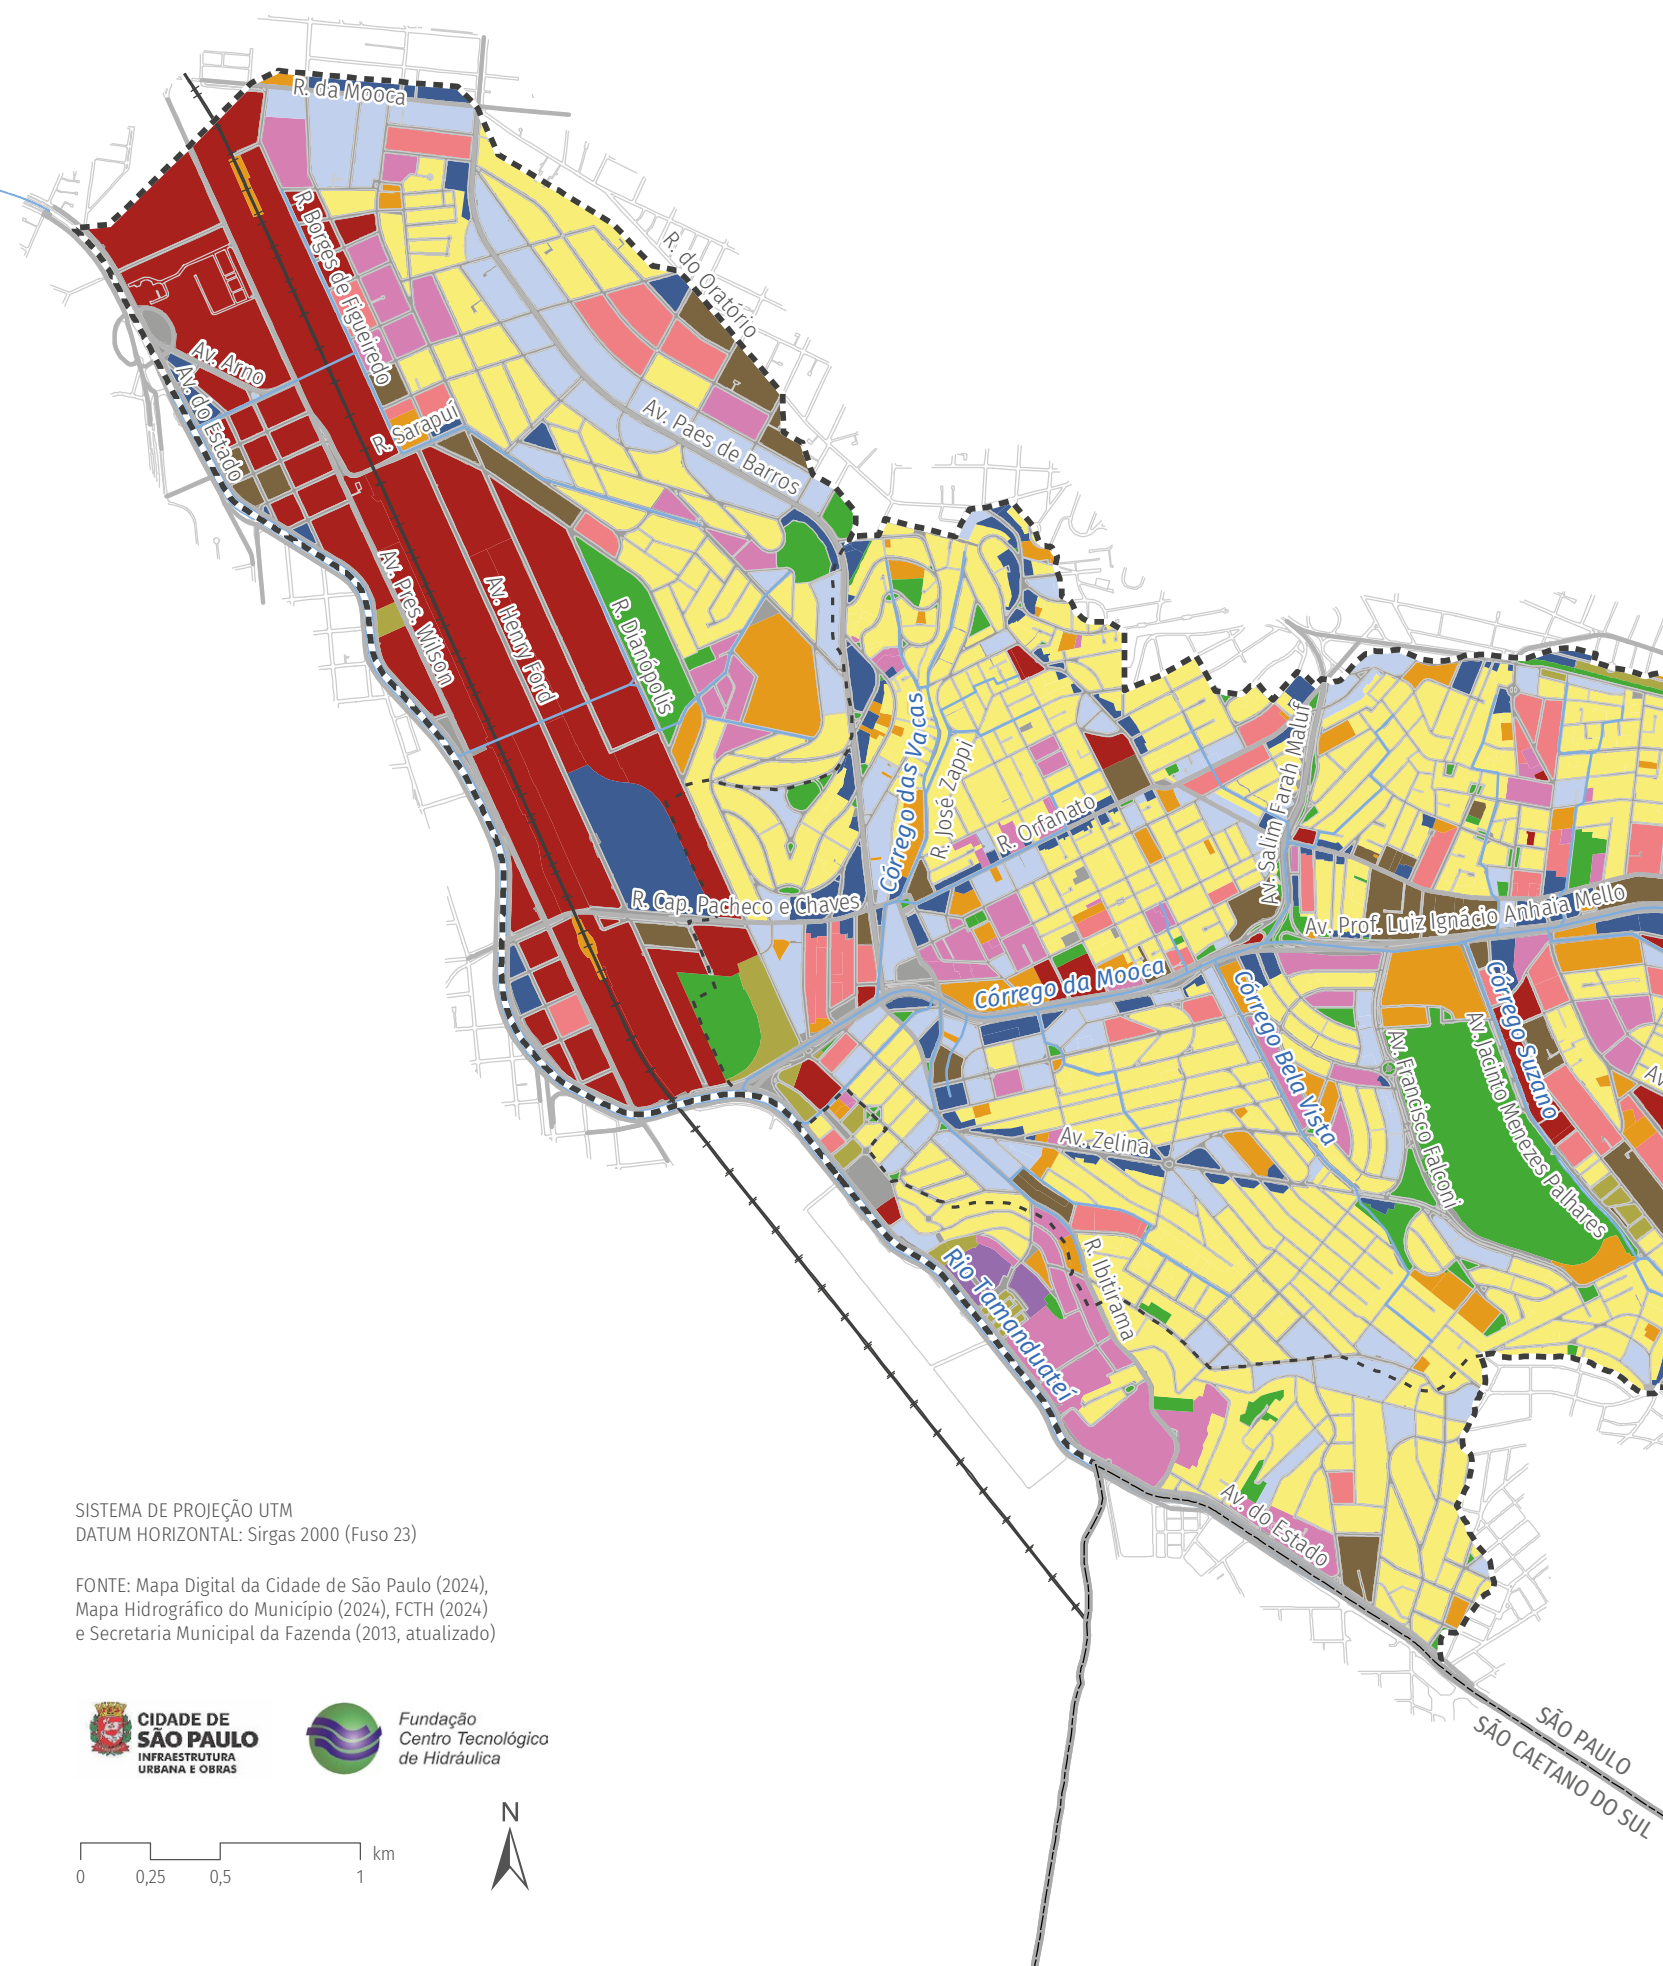 R. da Mooca
R. do Oratório
R. Borges de Figueiredo
Av. Arno
Av. do Estado
R. Sarapuí
Av. Paes de Barros
Av. Pres. Wilson
Av. Henry Ford
R. Dianópolis
Córrego das Vacas
R. José Zappi
R. Orfanato
Av. Salim Farah Maluf
R. Cap. Pacheco e Chaves
Av. Prof. Luiz Ignácio Anhaia Mello
Córrego da Mooca
Córrego Bela Vista
Córrego Suzano
Av. Francisco Falconi
Av. Jacinto Menezes Palhares
Av
Av. Zelina
R. Ibitirama
Rio Tamanduateí
Av. do Estado
SÃO PAULO
SÃO CAETANO DO SUL
SISTEMA DE PROJEÇÃO UTM
DATUM HORIZONTAL: Sirgas 2000 (Fuso 23)
FONTE: Mapa Digital da Cidade de São Paulo (2024),
Mapa Hidrográfico do Município (2024), FCTH (2024)
e Secretaria Municipal da Fazenda (2013, atualizado)
CIDADE DE
SÃO PAULO
INFRAESTRUTURA
URBANA E OBRAS
Fundação
Centro Tecnológico
de Hidráulica
N
km
0 0,25 0,5 1